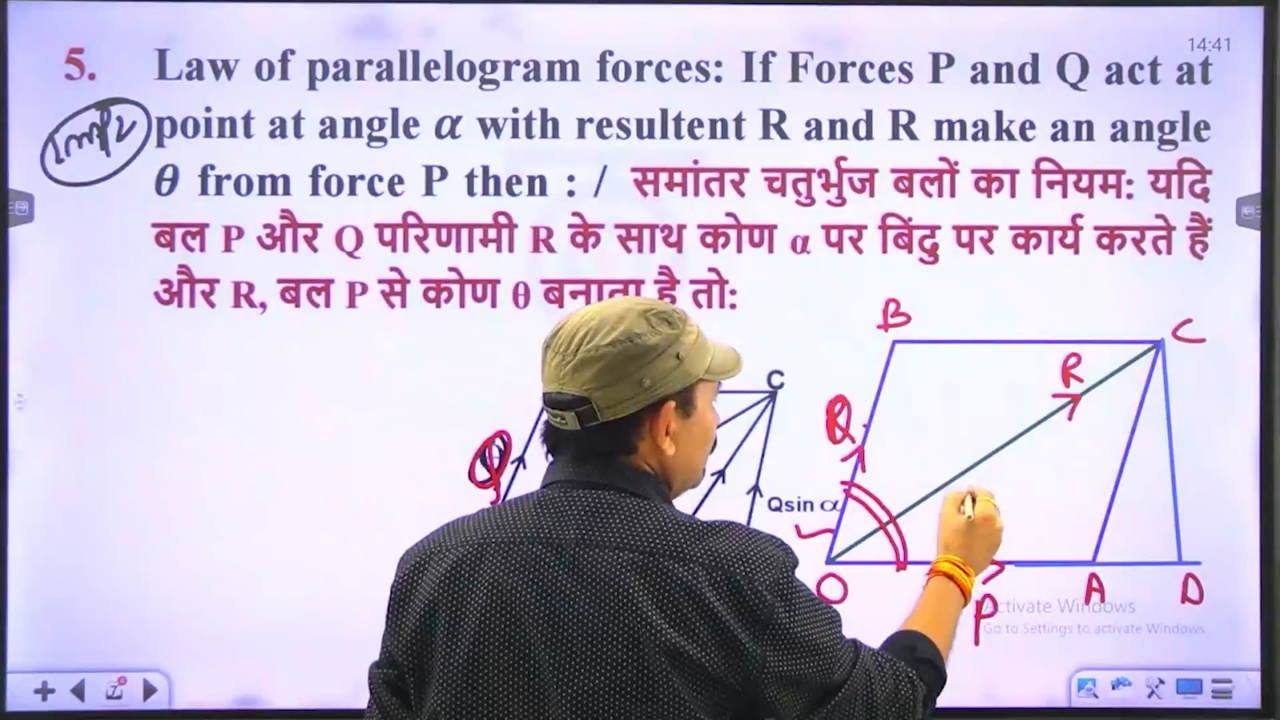 14:41
5. Law of parallelogram forces: If Forces P and Q act at
Imp2 point at angle α with resultent R and R make an angle
θ from force P then : / समांतर चतुर्भुज बलों का नियम: यदि
बल P और Q परिणामी R के साथ कोण α पर बिंदु पर कार्य करते हैं
और R, बल P से कोण θ बनाता है तो:
B C
R
C
Q
Q
Qsin α
O P A D
Activate Windows
Go to Settings to activate Windows.